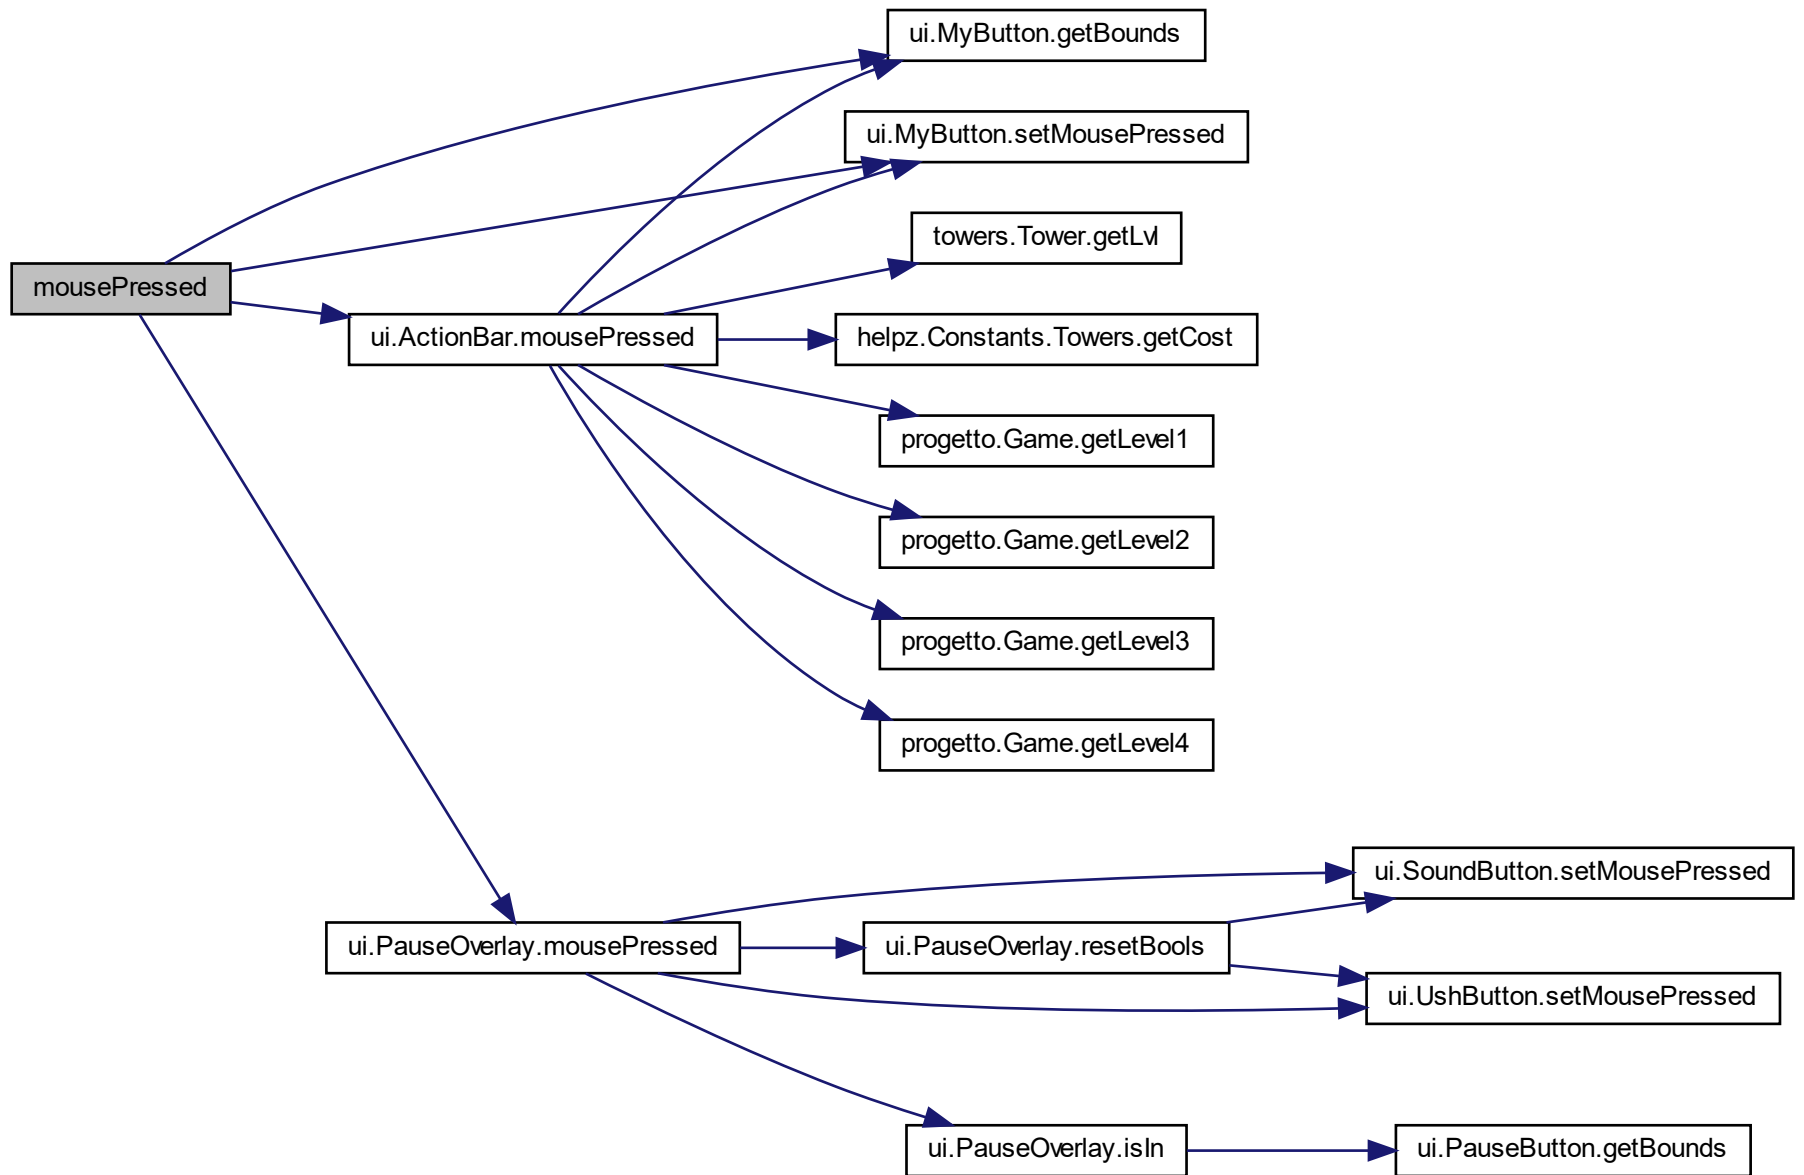 ui.MyButton.getBounds
ui.MyButton.setMousePressed
towers.Tower.getLvl
mousePressed
ui.ActionBar.mousePressed
helpz.Constants.Towers.getCost
progetto.Game.getLevel1
progetto.Game.getLevel2
progetto.Game.getLevel3
progetto.Game.getLevel4
ui.SoundButton.setMousePressed
ui.PauseOverlay.mousePressed
ui.PauseOverlay.resetBools
ui.UshButton.setMousePressed
ui.PauseOverlay.isIn
ui.PauseButton.getBounds